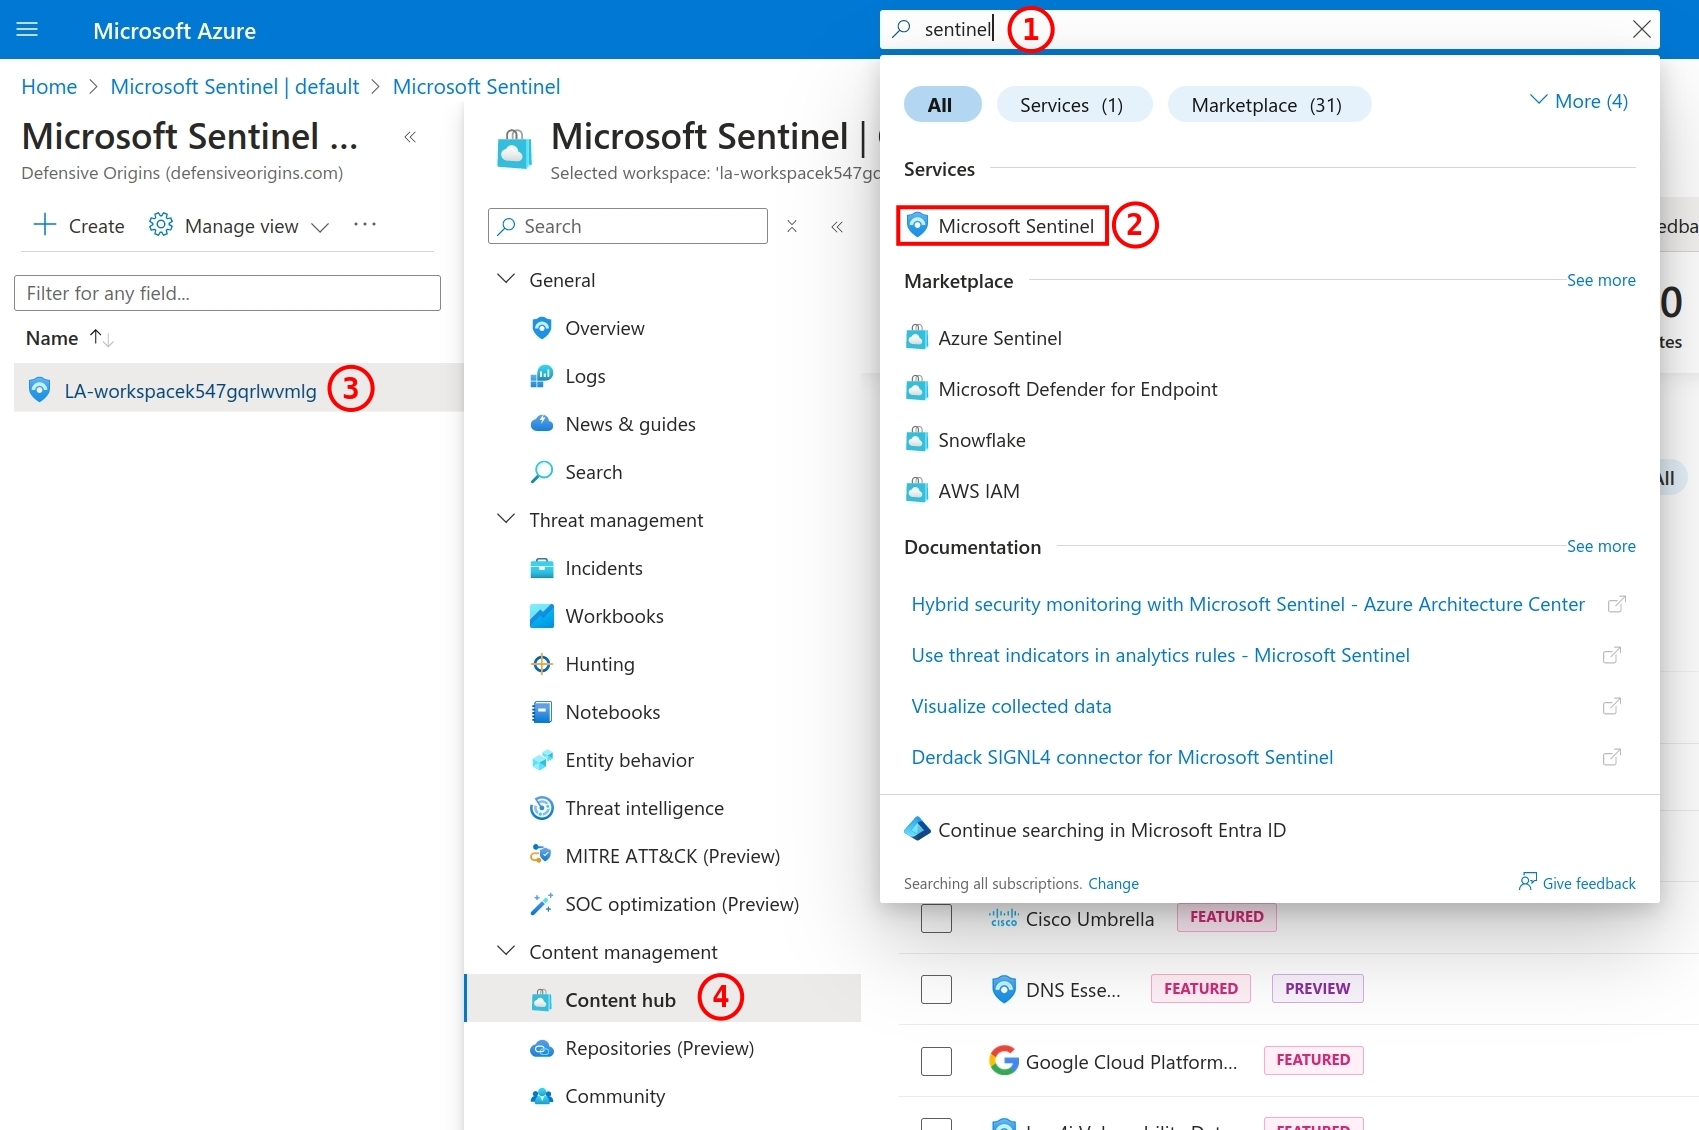 Microsoft Azure
sentinel
1
Home > Microsoft Sentinel | default > Microsoft Sentinel
Microsoft Sentinel ...
«
Defensive Origins (defensiveorigins.com)
Create
Manage view
...
Filter for any field...
Name ↑↓
LA-workspacek547gqrlwvmlg
3
Microsoft Sentinel |
Selected workspace: 'la-workspacek547gq
Search
«
General
Overview
Logs
News & guides
Search
Threat management
Incidents
Workbooks
Hunting
Notebooks
Entity behavior
Threat intelligence
MITRE ATT&CK (Preview)
SOC optimization (Preview)
Content management
Content hub
4
Repositories (Preview)
Community
All
Services (1)
Marketplace (31)
More (4)
Services
Microsoft Sentinel
2
Marketplace
See more
Azure Sentinel
Microsoft Defender for Endpoint
Snowflake
AWS IAM
Documentation
See more
Hybrid security monitoring with Microsoft Sentinel - Azure Architecture Center
Use threat indicators in analytics rules - Microsoft Sentinel
Visualize collected data
Derdack SIGNL4 connector for Microsoft Sentinel
Continue searching in Microsoft Entra ID
Searching all subscriptions. Change
Give feedback
edba
0
tes
All
CISCO Cisco Umbrella FEATURED
DNS Esse... FEATURED PREVIEW
Google Cloud Platform... FEATURED
FEATURED